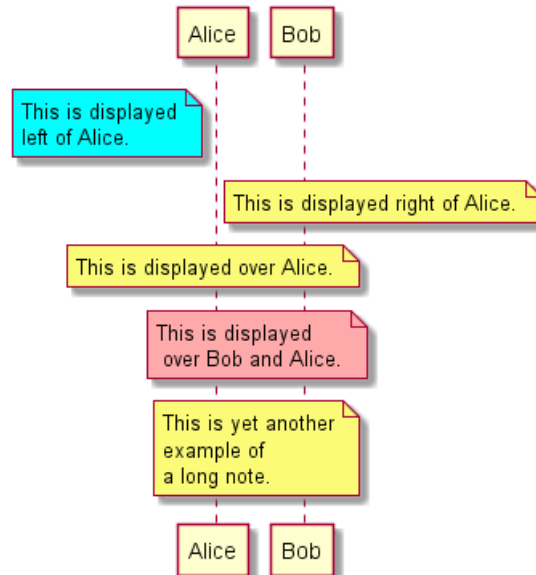 Alice
Bob
This is displayed
left of Alice.
This is displayed right of Alice.
This is displayed over Alice.
This is displayed
over Bob and Alice.
This is yet another
example of
a long note.
Alice
Bob